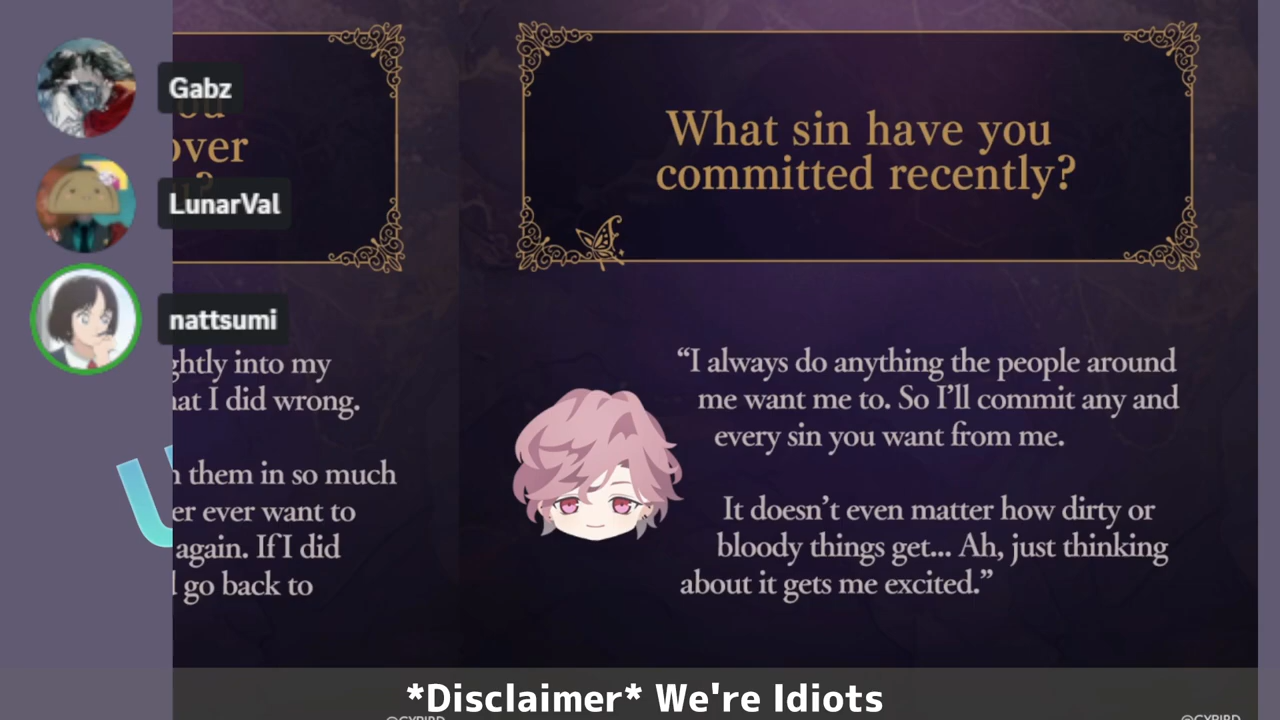 Gabz
LunarVal
nattsumi
ou
over
?
ghtly into my
at I did wrong.
them in so much
er ever want to
again. If I did
go back to
U
What sin have you
committed recently?
“I always do anything the people around
me want me to. So I’ll commit any and
every sin you want from me.
It doesn’t even matter how dirty or
bloody things get... Ah, just thinking
about it gets me excited.”
*Disclaimer* We're Idiots
©CYBIRD
©CYBIRD